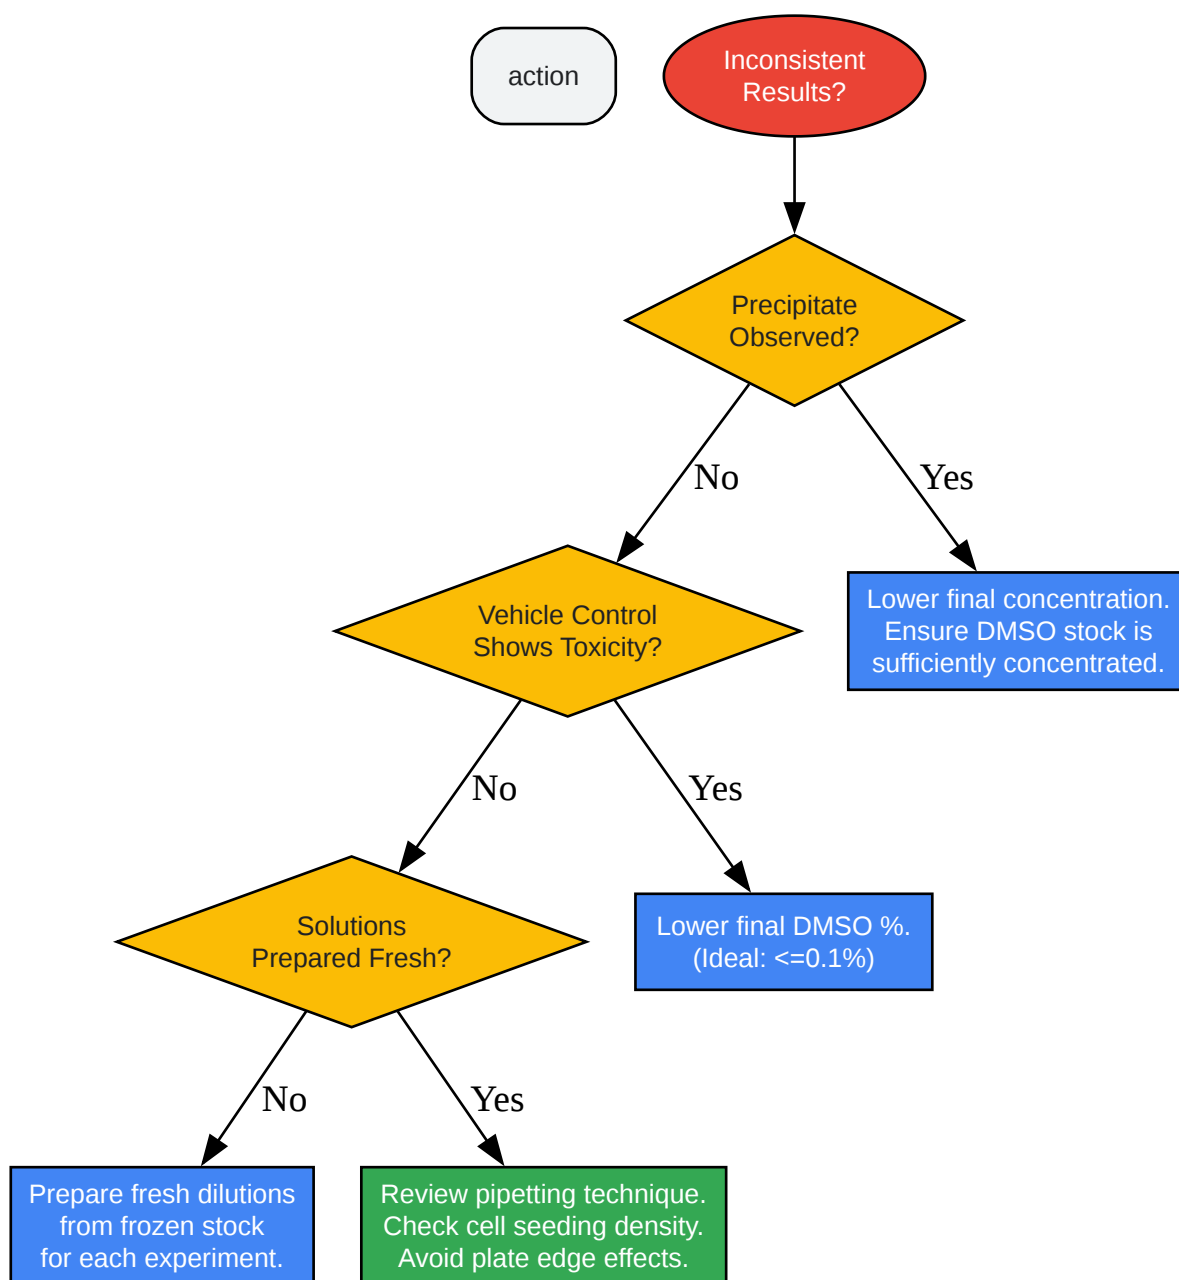 action
Inconsistent
Results?
Precipitate
Observed?
No
Yes
Vehicle Control
Shows Toxicity?
Lower final concentration.
Ensure DMSO stock is
sufficiently concentrated.
No
Yes
Solutions
Prepared Fresh?
Lower final DMSO %.
(Ideal: <=0.1%)
No
Yes
Prepare fresh dilutions
from frozen stock
for each experiment.
Review pipetting technique.
Check cell seeding density.
Avoid plate edge effects.